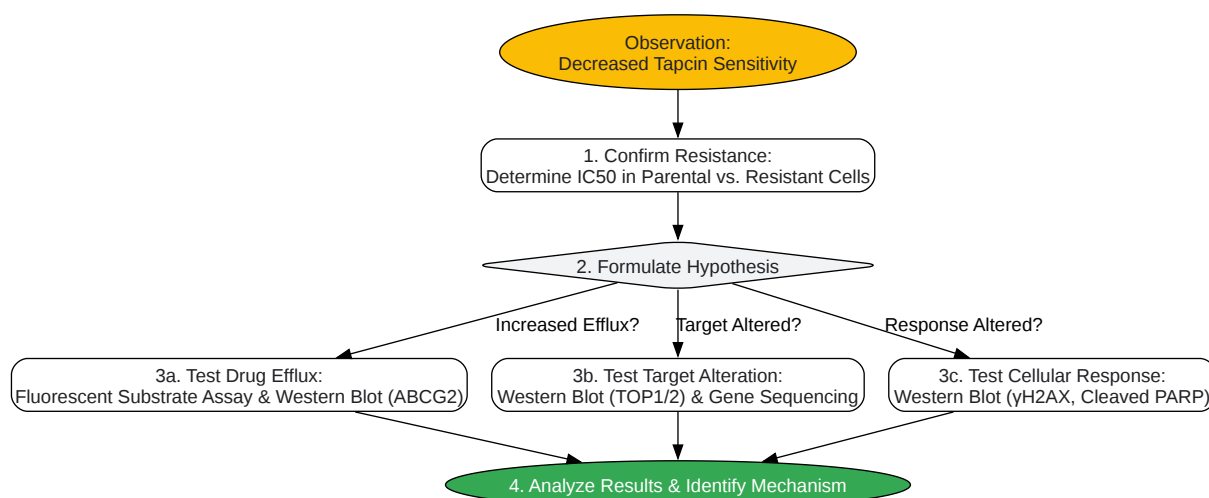 Observation:
Decreased Tapcin Sensitivity
1. Confirm Resistance:
Determine IC50 in Parental vs. Resistant Cells
2. Formulate Hypothesis
Increased Efflux?
Target Altered?
Response Altered?
3a. Test Drug Efflux:
Fluorescent Substrate Assay & Western Blot (ABCG2)
3b. Test Target Alteration:
Western Blot (TOP1/2) & Gene Sequencing
3c. Test Cellular Response:
Western Blot (γH2AX, Cleaved PARP)
4. Analyze Results & Identify Mechanism